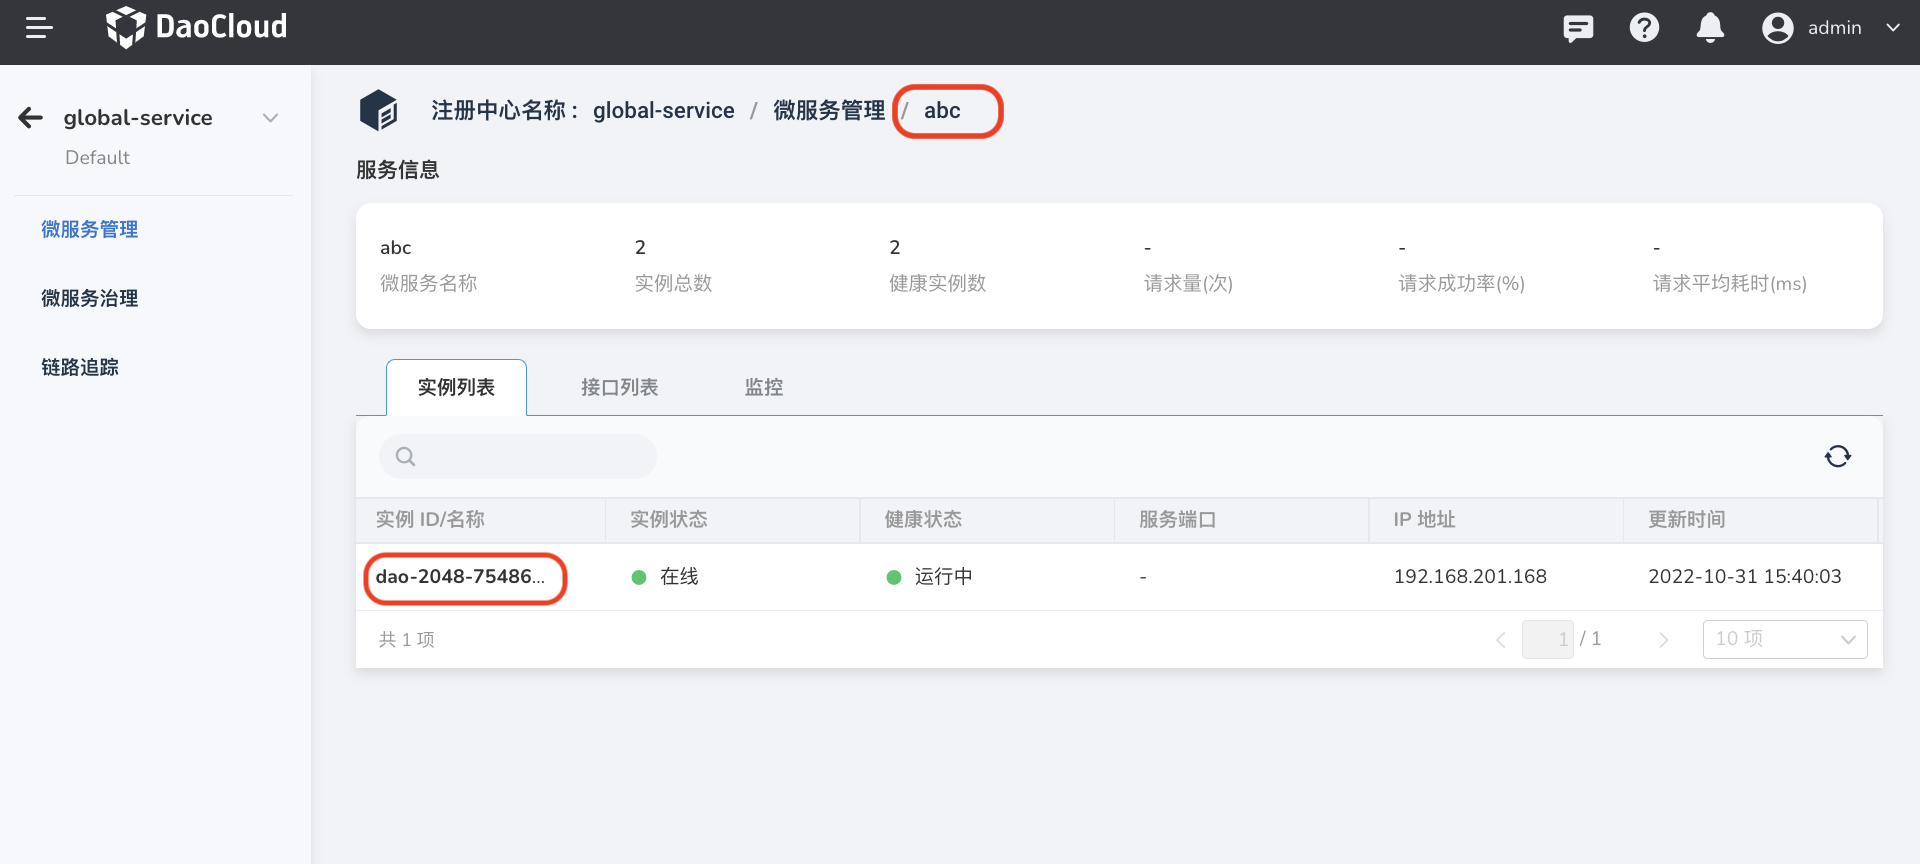 DaoCloud
admin
global-service
Default
微服务管理
微服务治理
链路追踪
注册中心名称： global-service / 微服务管理 / abc
服务信息
abc 2 2 - - -
微服务名称 实例总数 健康实例数 请求量(次) 请求成功率(%) 请求平均耗时(ms)
实例列表 接口列表 监控
实例 ID/名称 实例状态 健康状态 服务端口 IP 地址 更新时间
dao-2048-75486... 在线 运行中 - 192.168.201.168 2022-10-31 15:40:03
共 1 项 1 / 1 10 项